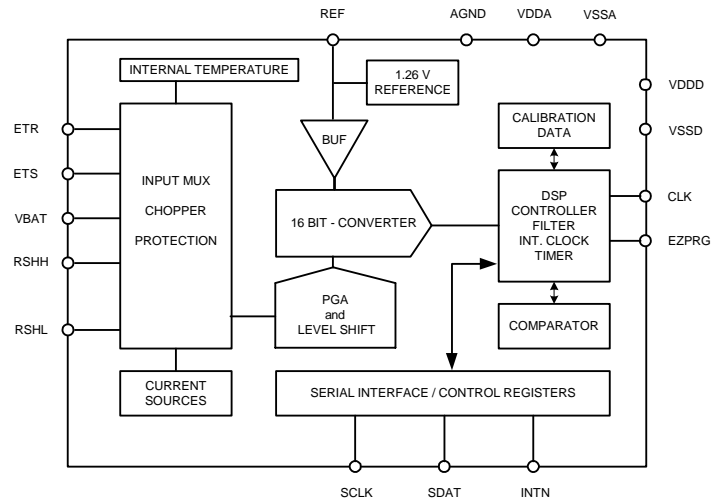 REF
AGND
VDDA
VSSA
INTERNAL TEMPERATURE
1.26 V
REFERENCE
VDDD
ETR
BUF
CALIBRATION
DATA
VSSD
ETS
INPUT MUX
CHOPPER
PROTECTION
VBAT
16 BIT - CONVERTER
DSP
CONTROLLER
FILTER
INT. CLOCK
TIMER
CLK
EZPRG
RSHH
RSHL
PGA
and
LEVEL SHIFT
COMPARATOR
CURRENT
SOURCES
SERIAL INTERFACE / CONTROL REGISTERS
SCLK
SDAT
INTN